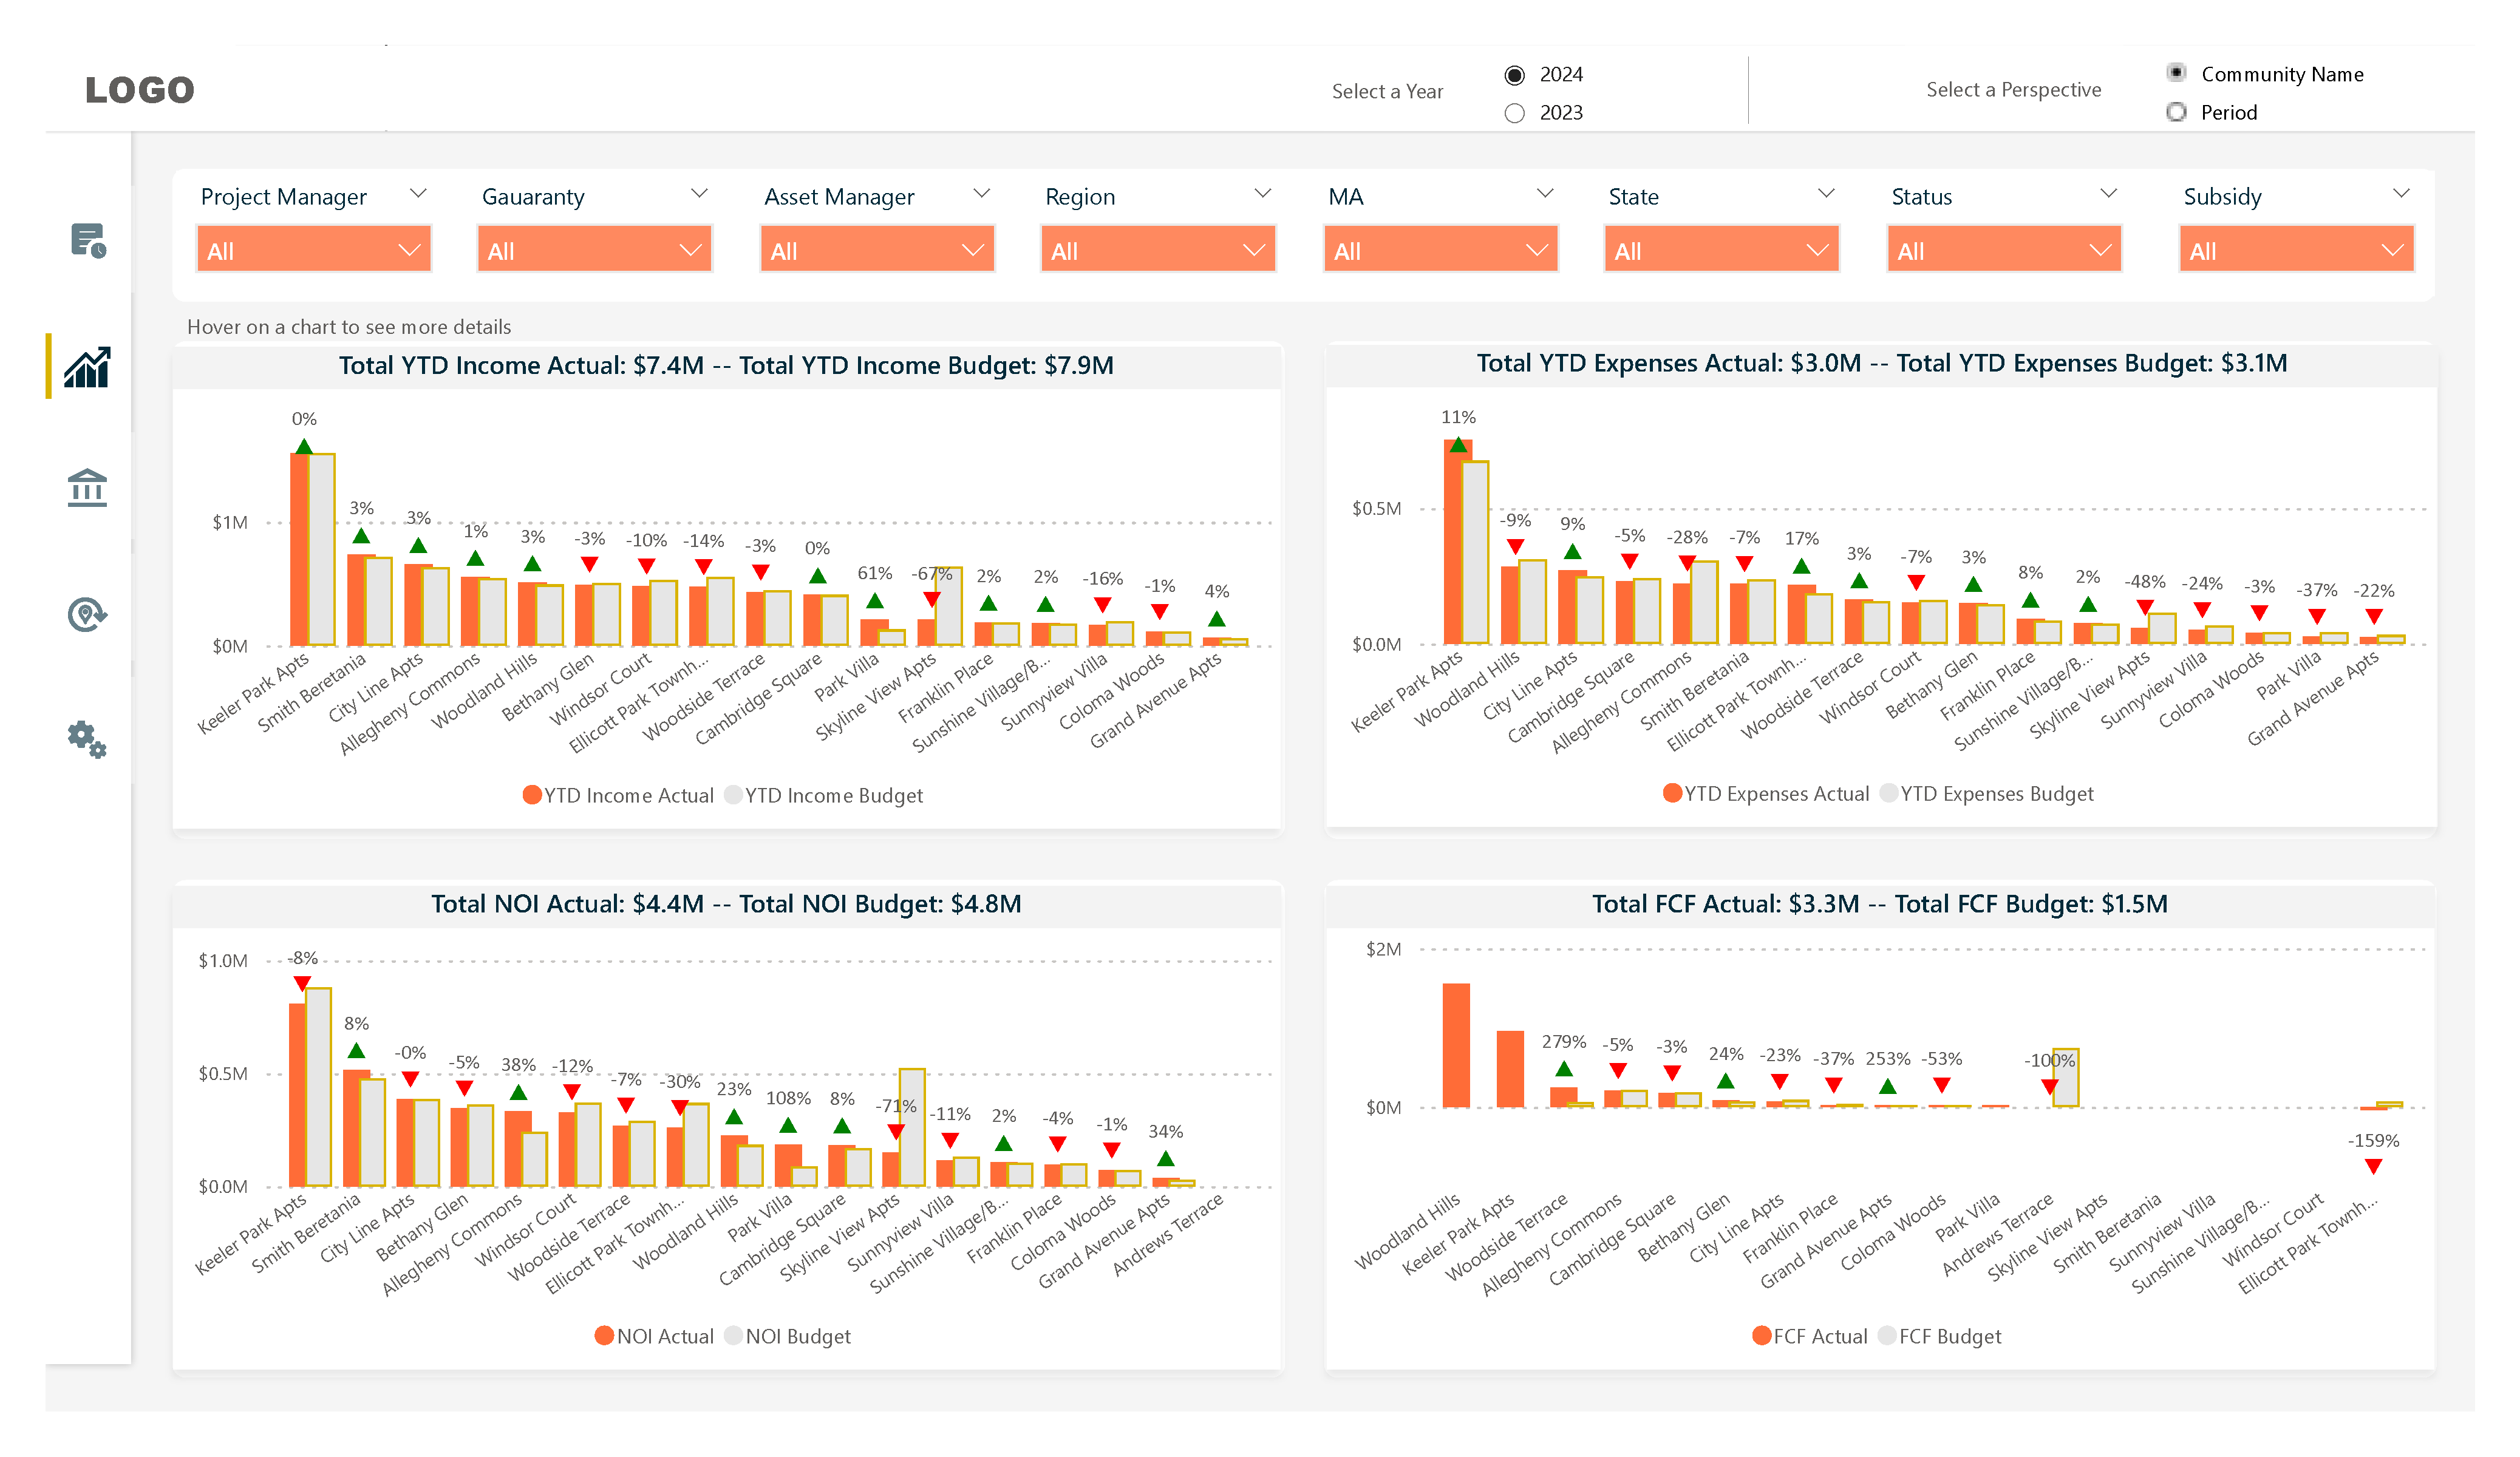 LOGO
Select a Year
2024
2023
Select a Perspective
Community Name
Period
Project Manager
Gauaranty
Asset Manager
Region
MA
State
Status
Subsidy
All
All
All
All
All
All
All
All
Hover on a chart to see more details
Total YTD Income Actual: $7.4M -- Total YTD Income Budget: $7.9M
0%
3%
3%
1%
3%
-3%
-10%
-14%
-3%
0%
61%
-67%
2%
2%
-16%
-1%
4%
$1M
$0M
Keeler Park Apts
Smith Beretania
City Line Apts
Allegheny Commons
Woodland Hills
Bethany Glen
Windsor Court
Ellicott Park Townh...
Woodside Terrace
Cambridge Square
Park Villa
Skyline View Apts
Franklin Place
Sunshine Village/B...
Sunnyview Villa
Coloma Woods
Grand Avenue Apts
YTD Income Actual
YTD Income Budget
Total YTD Expenses Actual: $3.0M -- Total YTD Expenses Budget: $3.1M
11%
-9%
9%
-5%
-28%
-7%
17%
3%
-7%
3%
8%
2%
-48%
-24%
-3%
-37%
-22%
$0.5M
$0.0M
Keeler Park Apts
Woodland Hills
City Line Apts
Cambridge Square
Allegheny Commons
Smith Beretania
Ellicott Park Townh...
Woodside Terrace
Windsor Court
Bethany Glen
Franklin Place
Sunshine Village/B...
Skyline View Apts
Sunnyview Villa
Coloma Woods
Park Villa
Grand Avenue Apts
YTD Expenses Actual
YTD Expenses Budget
Total NOI Actual: $4.4M -- Total NOI Budget: $4.8M
-8%
8%
-0%
-5%
38%
-12%
-7%
-30%
23%
108%
8%
-71%
-11%
2%
-4%
-1%
34%
$1.0M
$0.5M
$0.0M
Keeler Park Apts
Smith Beretania
City Line Apts
Bethany Glen
Allegheny Commons
Windsor Court
Woodside Terrace
Ellicott Park Townh...
Woodland Hills
Park Villa
Cambridge Square
Skyline View Apts
Sunnyview Villa
Sunshine Village/B...
Franklin Place
Coloma Woods
Grand Avenue Apts
Andrews Terrace
NOI Actual
NOI Budget
Total FCF Actual: $3.3M -- Total FCF Budget: $1.5M
$2M
$0M
279%
-5%
-3%
24%
-23%
-37%
253%
-53%
-100%
-159%
Woodland Hills
Keeler Park Apts
Woodside Terrace
Allegheny Commons
Cambridge Square
Bethany Glen
City Line Apts
Franklin Place
Grand Avenue Apts
Coloma Woods
Park Villa
Andrews Terrace
Skyline View Apts
Smith Beretania
Sunnyview Villa
Sunshine Village/B...
Windsor Court
Ellicott Park Townh...
FCF Actual
FCF Budget